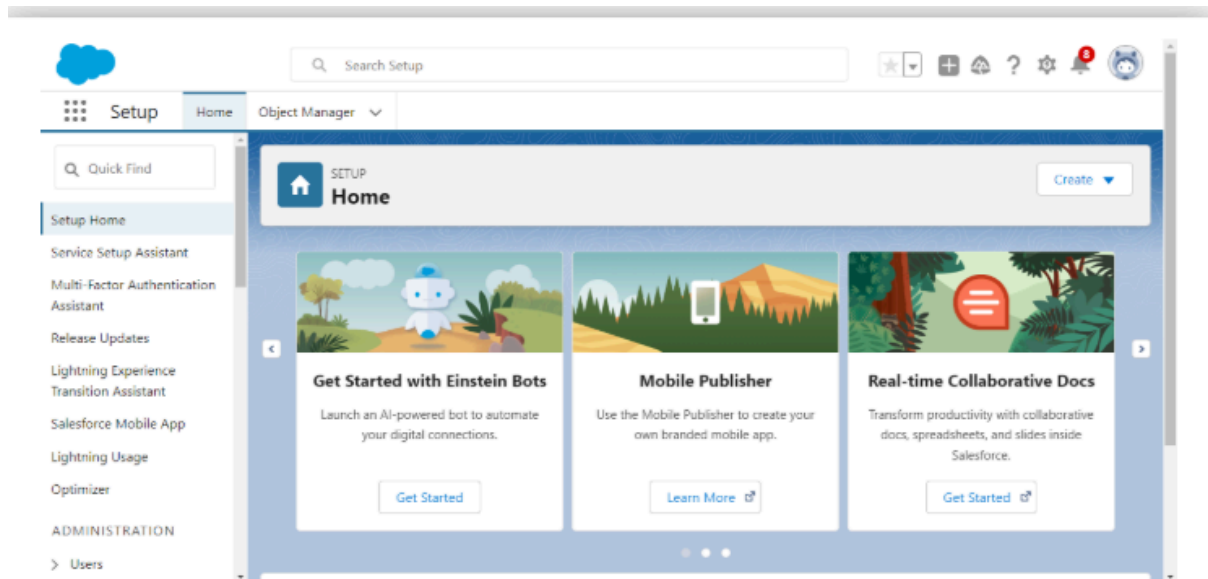 Search Setup
?
8
Setup
Home
Object Manager
Quick Find
Setup Home
Service Setup Assistant
Multi-Factor Authentication
Assistant
Release Updates
Lightning Experience
Transition Assistant
Salesforce Mobile App
Lightning Usage
Optimizer
ADMINISTRATION
Users
SETUP
Home
Create
Get Started with Einstein Bots
Launch an AI-powered bot to automate
your digital connections.
Get Started
Mobile Publisher
Use the Mobile Publisher to create your
own branded mobile app.
Learn More
Real-time Collaborative Docs
Transform productivity with collaborative
docs, spreadsheets, and slides inside
Salesforce.
Get Started